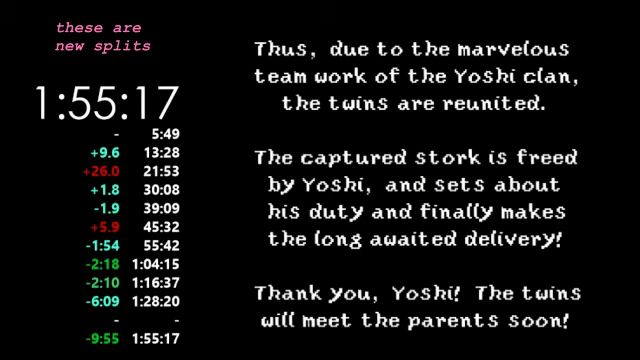 these are
new splits
1:55:17
- 5:49
+9.6 13:28
+26.0 21:53
+1.8 30:08
-1.9 39:09
+5.9 45:32
-1:54 55:42
-2:18 1:04:15
-2:10 1:16:37
-6:09 1:28:20
- -
-9:55 1:55:17
Thus, due to the marvelous
team work of the Yoshi clan,
the twins are reunited.
The captured stork is freed
by Yoshi, and sets about
his duty and finally makes
the long awaited delivery!
Thank you, Yoshi! The twins
will meet the parents soon!